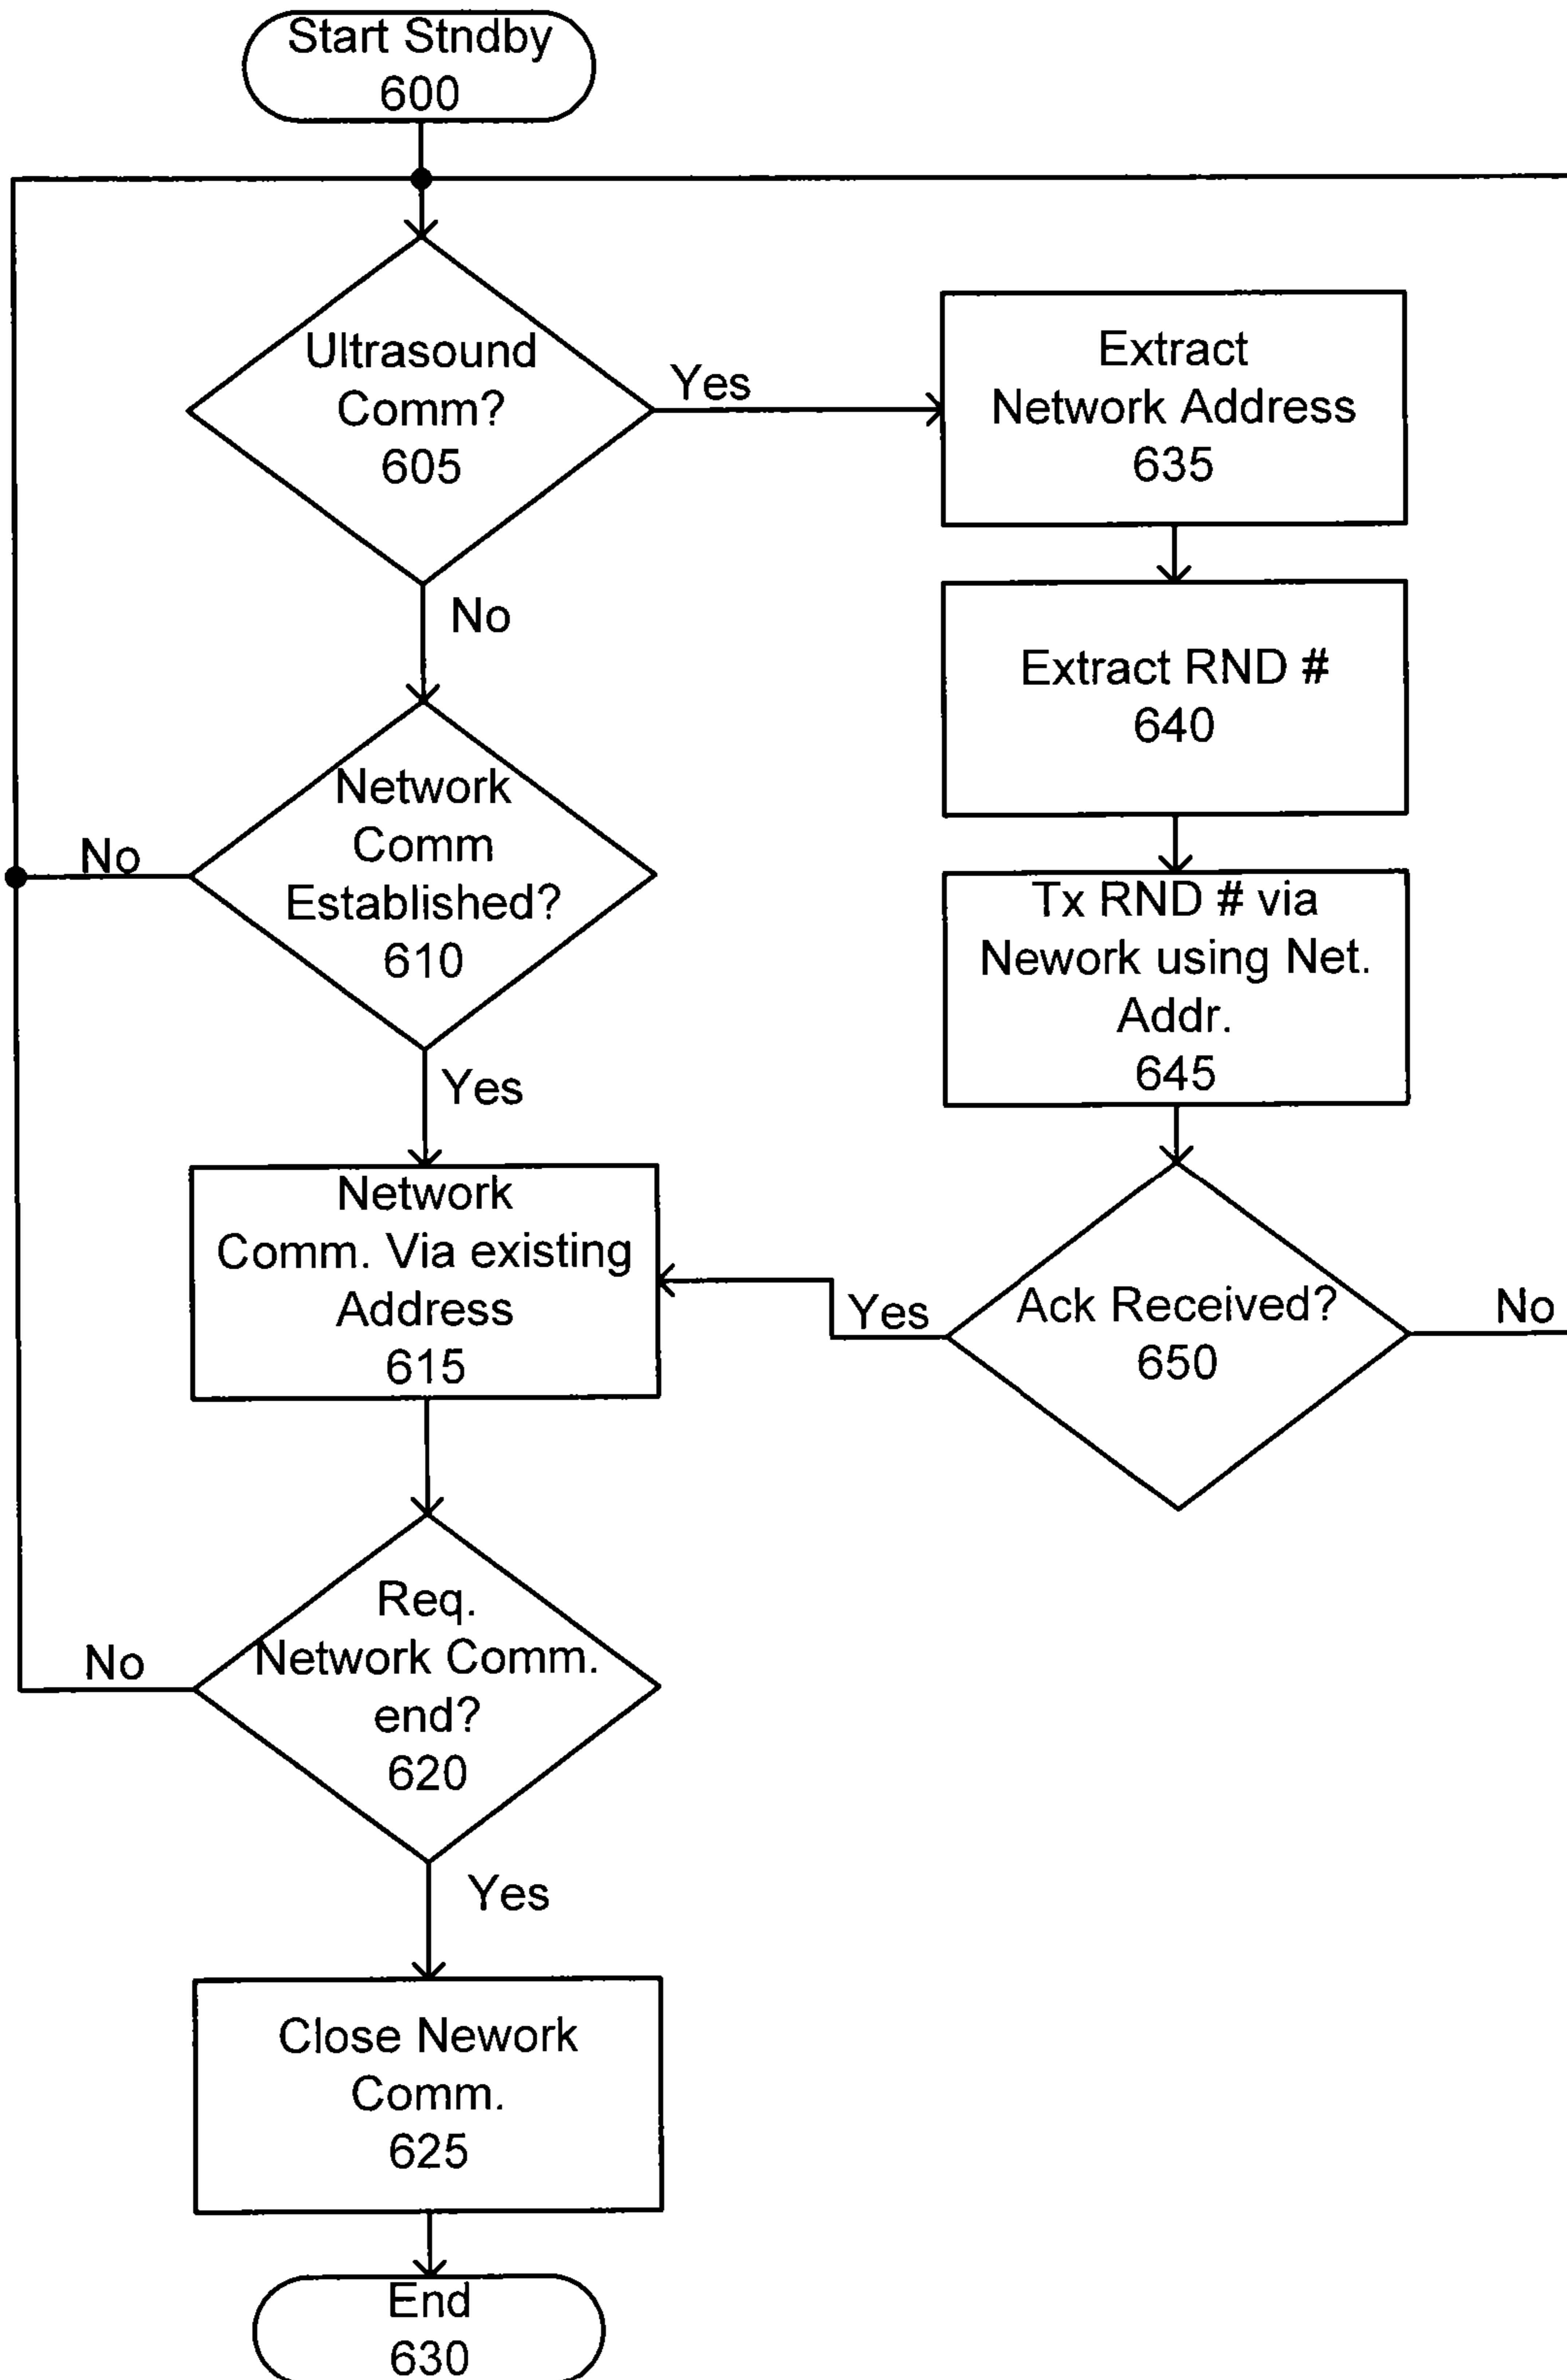 Start Stndby
600
Ultrasound
Comm?
605
Yes
No
Extract
Network Address
635
Extract RND #
640
Network
Comm
Established?
610
No
Yes
Tx RND # via
Nework using Net.
Addr.
645
Network
Comm. Via existing
Address
615
Yes
Ack Received?
650
No
Req.
Network Comm.
end?
620
No
Yes
Close Nework
Comm.
625
End
630